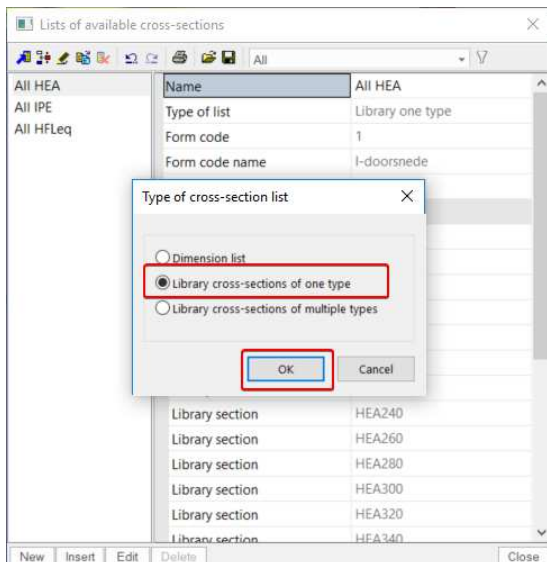 Lists of available cross-sections
All
All HEA
All IPE
All HFLeq
Name All HEA
Type of list Library one type
Form code 1
Form code name I-doorsnede
Type of cross-section list
Dimension list
Library cross-sections of one type
Library cross-sections of multiple types
OK Cancel
Library section HEA240
Library section HEA260
Library section HEA280
Library section HEA300
Library section HEA320
Library section HEA340
New Insert Edit Delete Close